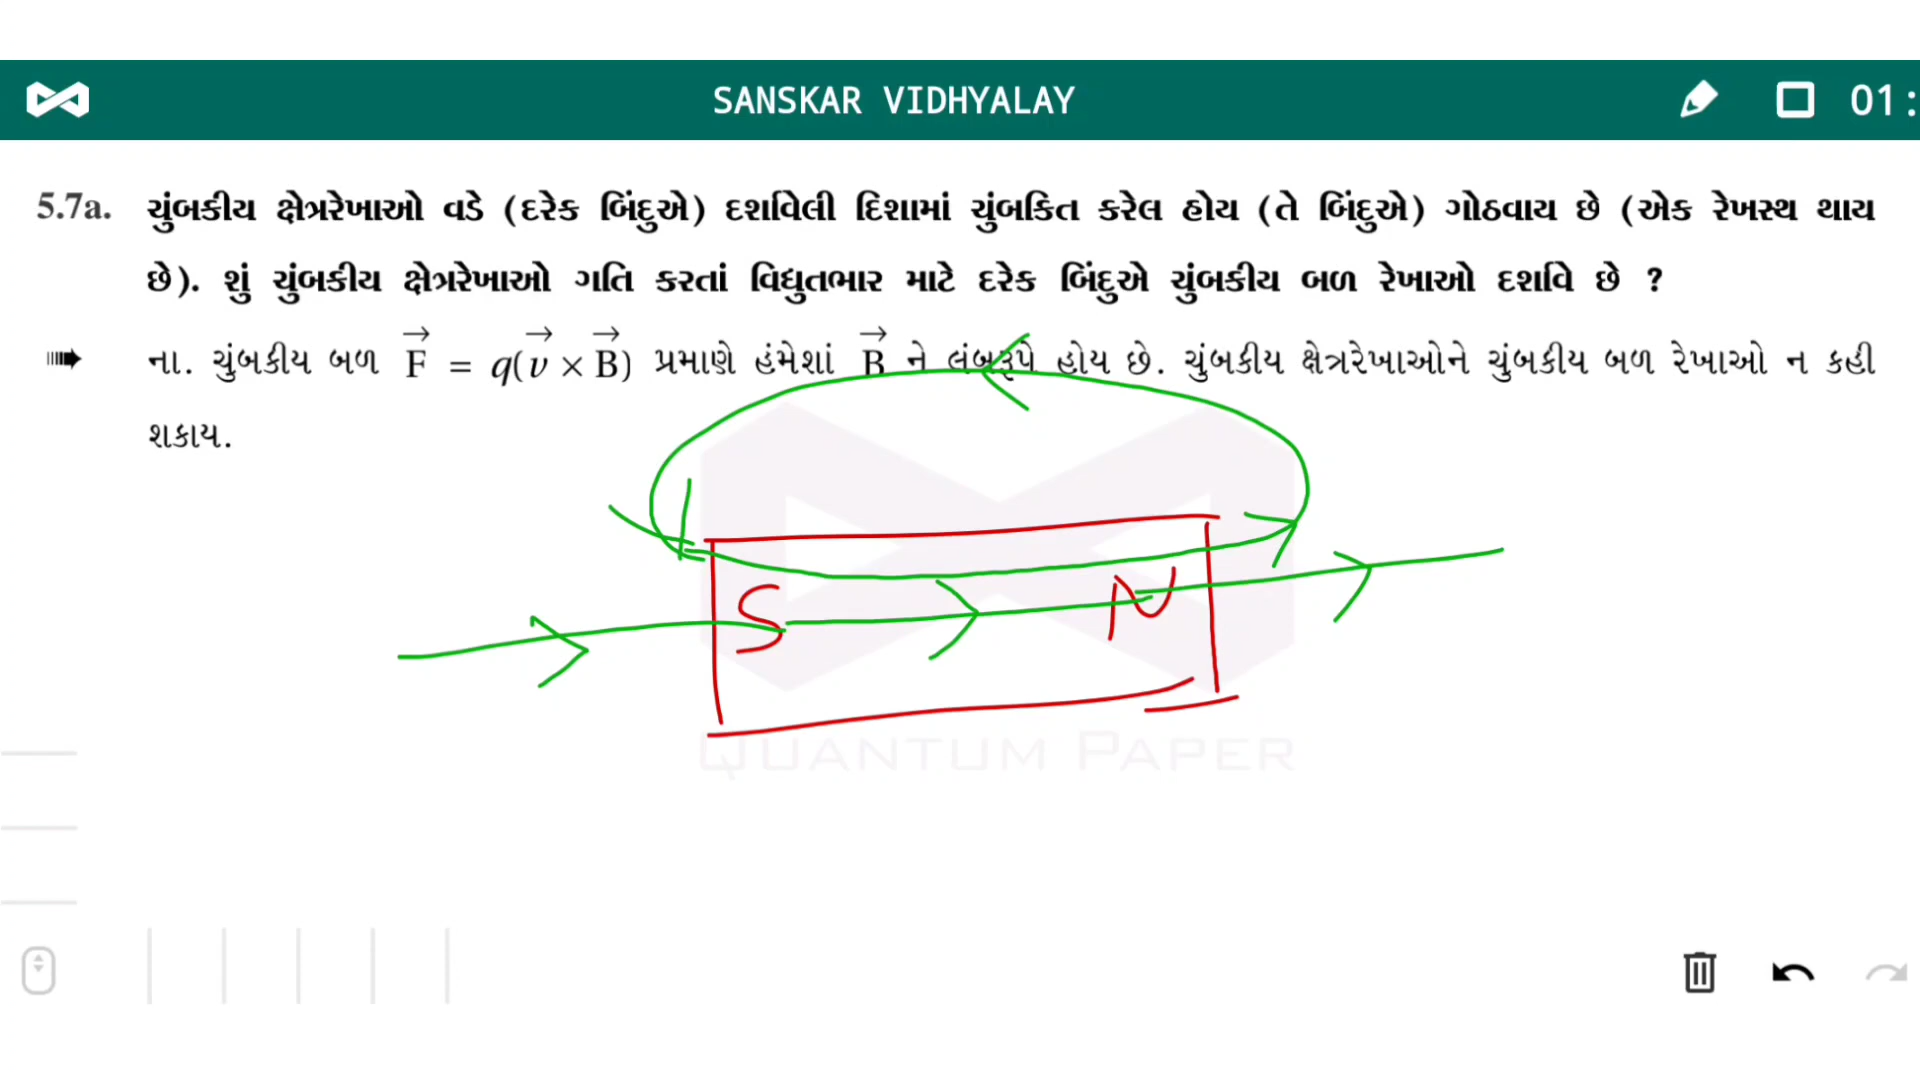 SANSKAR VIDHYALAY
01:
5.7a. ચુંબકીય ક્ષેત્રરેખાઓ વડે (દરેક બિંદુએ) દર્શાવેલી દિશામાં ચુંબકિત કરેલ હોય (તે બિંદુએ) ગોઠવાય છે (એક રેખસ્થ થાય
છે). શું ચુંબકીય ક્ષેત્રરેખાઓ ગતિ કરતાં વિદ્યુતભાર માટે દરેક બિંદુએ ચુંબકીય બળ રેખાઓ દર્શાવે છે ?
ના. ચુંબકીય બળ F⃗ = q(v⃗ × B⃗) પ્રમાણે હંમેશાં B⃗ ને લંબરૂપે હોય છે. ચુંબકીય ક્ષેત્રરેખાઓને ચુંબકીય બળ રેખાઓ ન કહી
શકાય.
S N
QUANTUM PAPER